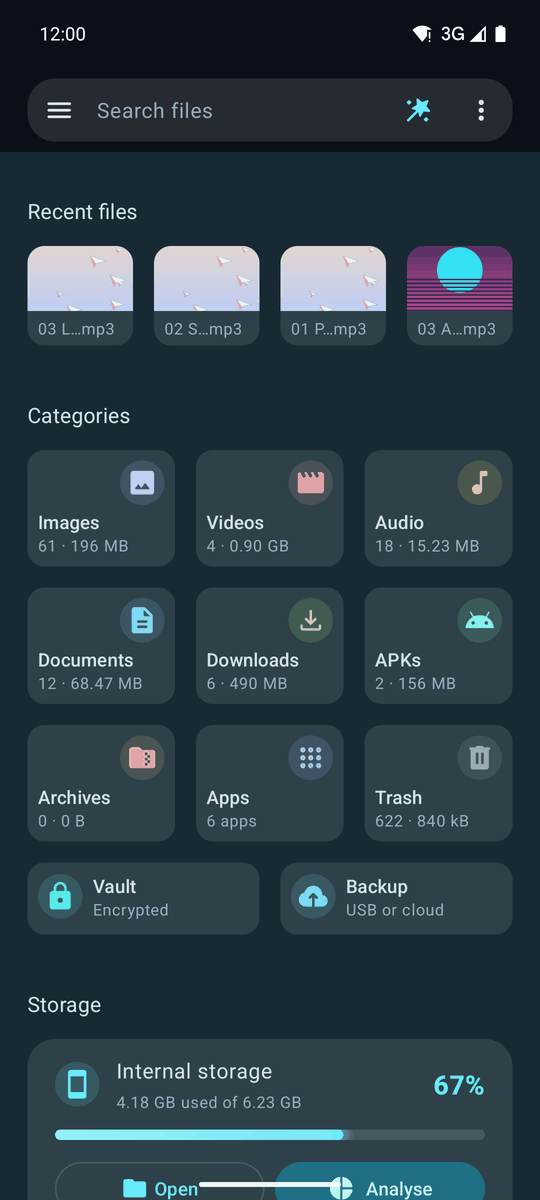 12:00
3G
Search files
Recent files
03 L…mp3
02 S…mp3
01 P…mp3
03 A…mp3
Categories
Images
61 · 196 MB
Videos
4 · 0.90 GB
Audio
18 · 15.23 MB
Documents
12 · 68.47 MB
Downloads
6 · 490 MB
APKs
2 · 156 MB
Archives
0 · 0 B
Apps
6 apps
Trash
622 · 840 kB
Vault
Encrypted
Backup
USB or cloud
Storage
Internal storage
4.18 GB used of 6.23 GB
67%
Open
Analyse